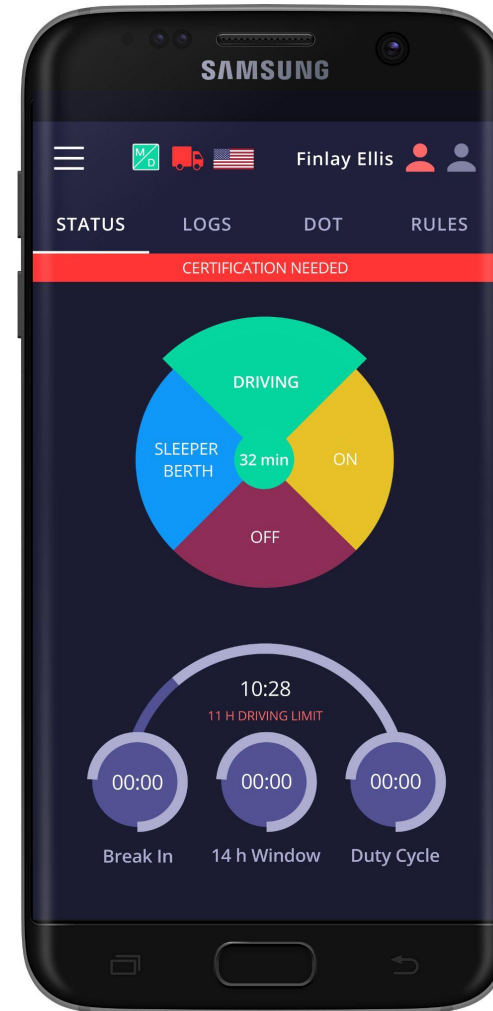 SAMSUNG
M/D
Finlay Ellis
STATUS LOGS DOT RULES
CERTIFICATION NEEDED
DRIVING
SLEEPER
BERTH
32 min
ON
OFF
10:28
11 H DRIVING LIMIT
00:00 00:00 00:00
Break In 14 h Window Duty Cycle